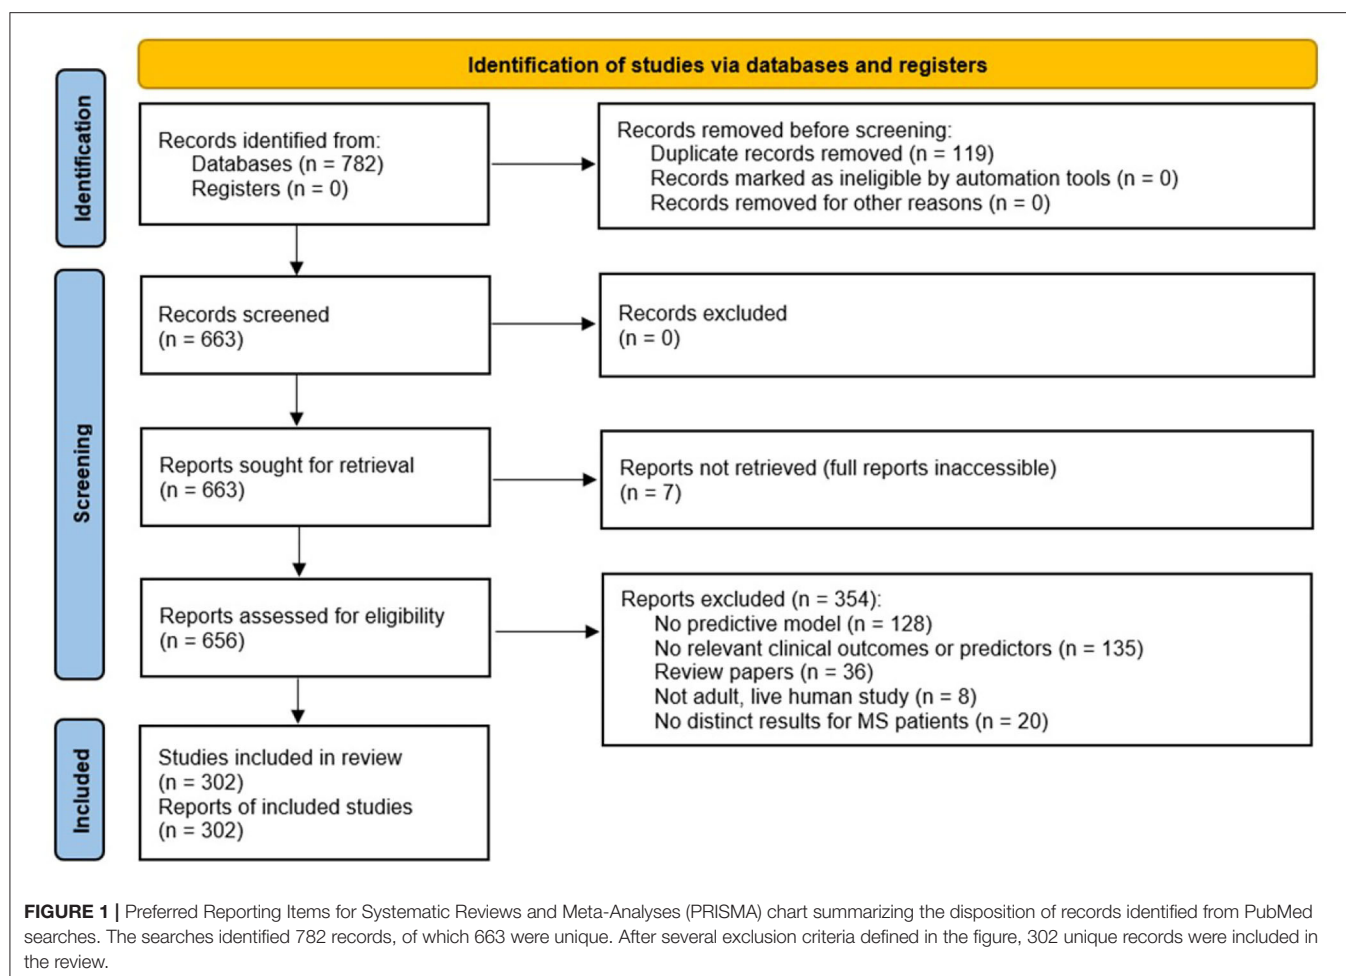 Identification of studies via databases and registers
Identification
Records identified from:
Databases (n = 782)
Registers (n = 0)
Records removed before screening:
Duplicate records removed (n = 119)
Records marked as ineligible by automation tools (n = 0)
Records removed for other reasons (n = 0)
Screening
Records screened
(n = 663)
Records excluded
(n = 0)
Reports sought for retrieval
(n = 663)
Reports not retrieved (full reports inaccessible)
(n = 7)
Reports assessed for eligibility
(n = 656)
Reports excluded (n = 354):
No predictive model (n = 128)
No relevant clinical outcomes or predictors (n = 135)
Review papers (n = 36)
Not adult, live human study (n = 8)
No distinct results for MS patients (n = 20)
Included
Studies included in review
(n = 302)
Reports of included studies
(n = 302)
FIGURE 1 | Preferred Reporting Items for Systematic Reviews and Meta-Analyses (PRISMA) chart summarizing the disposition of records identified from PubMed
searches. The searches identified 782 records, of which 663 were unique. After several exclusion criteria defined in the figure, 302 unique records were included in
the review.